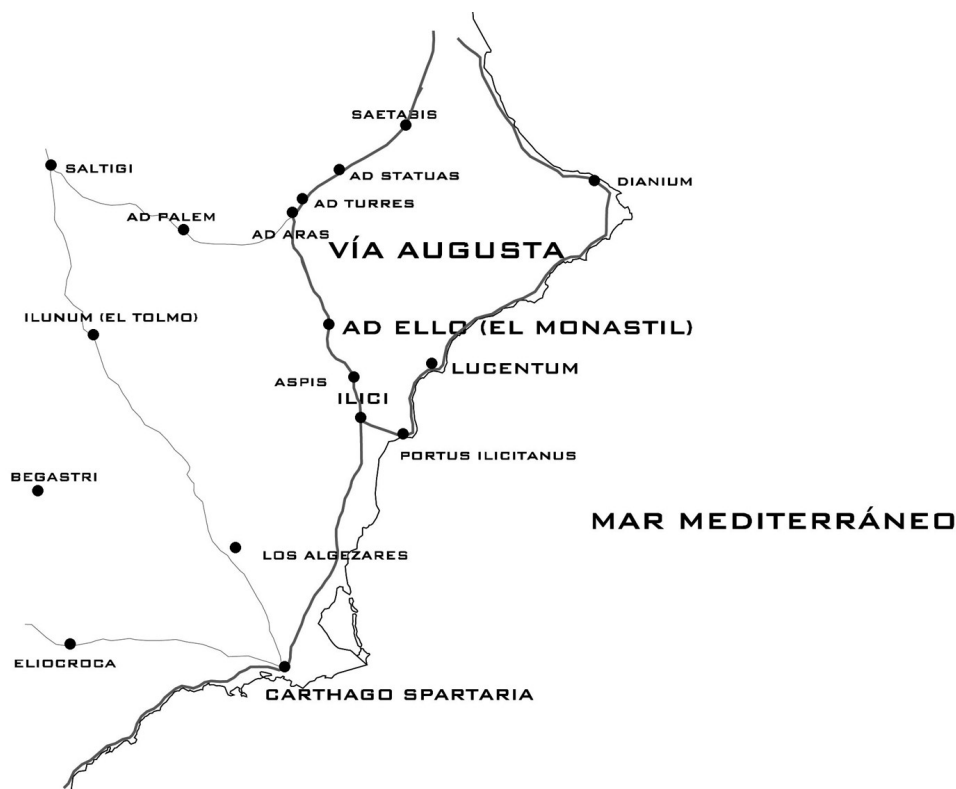 SAETABIS
SALTIGI
AD STATUAS
DIANIUM
AD TURRES
AD PALEM
AD ARAS
VÍA AUGUSTA
ILUNUM (EL TOLMO)
AD ELLO (EL MONASTIL)
LUCENTUM
ASPIS
ILICI
PORTUS ILICITANUS
BEGASTRI
MAR MEDITERRÁNEO
LOS ALGEZARES
ELIOCROCA
CARTHAGO SPARTARIA